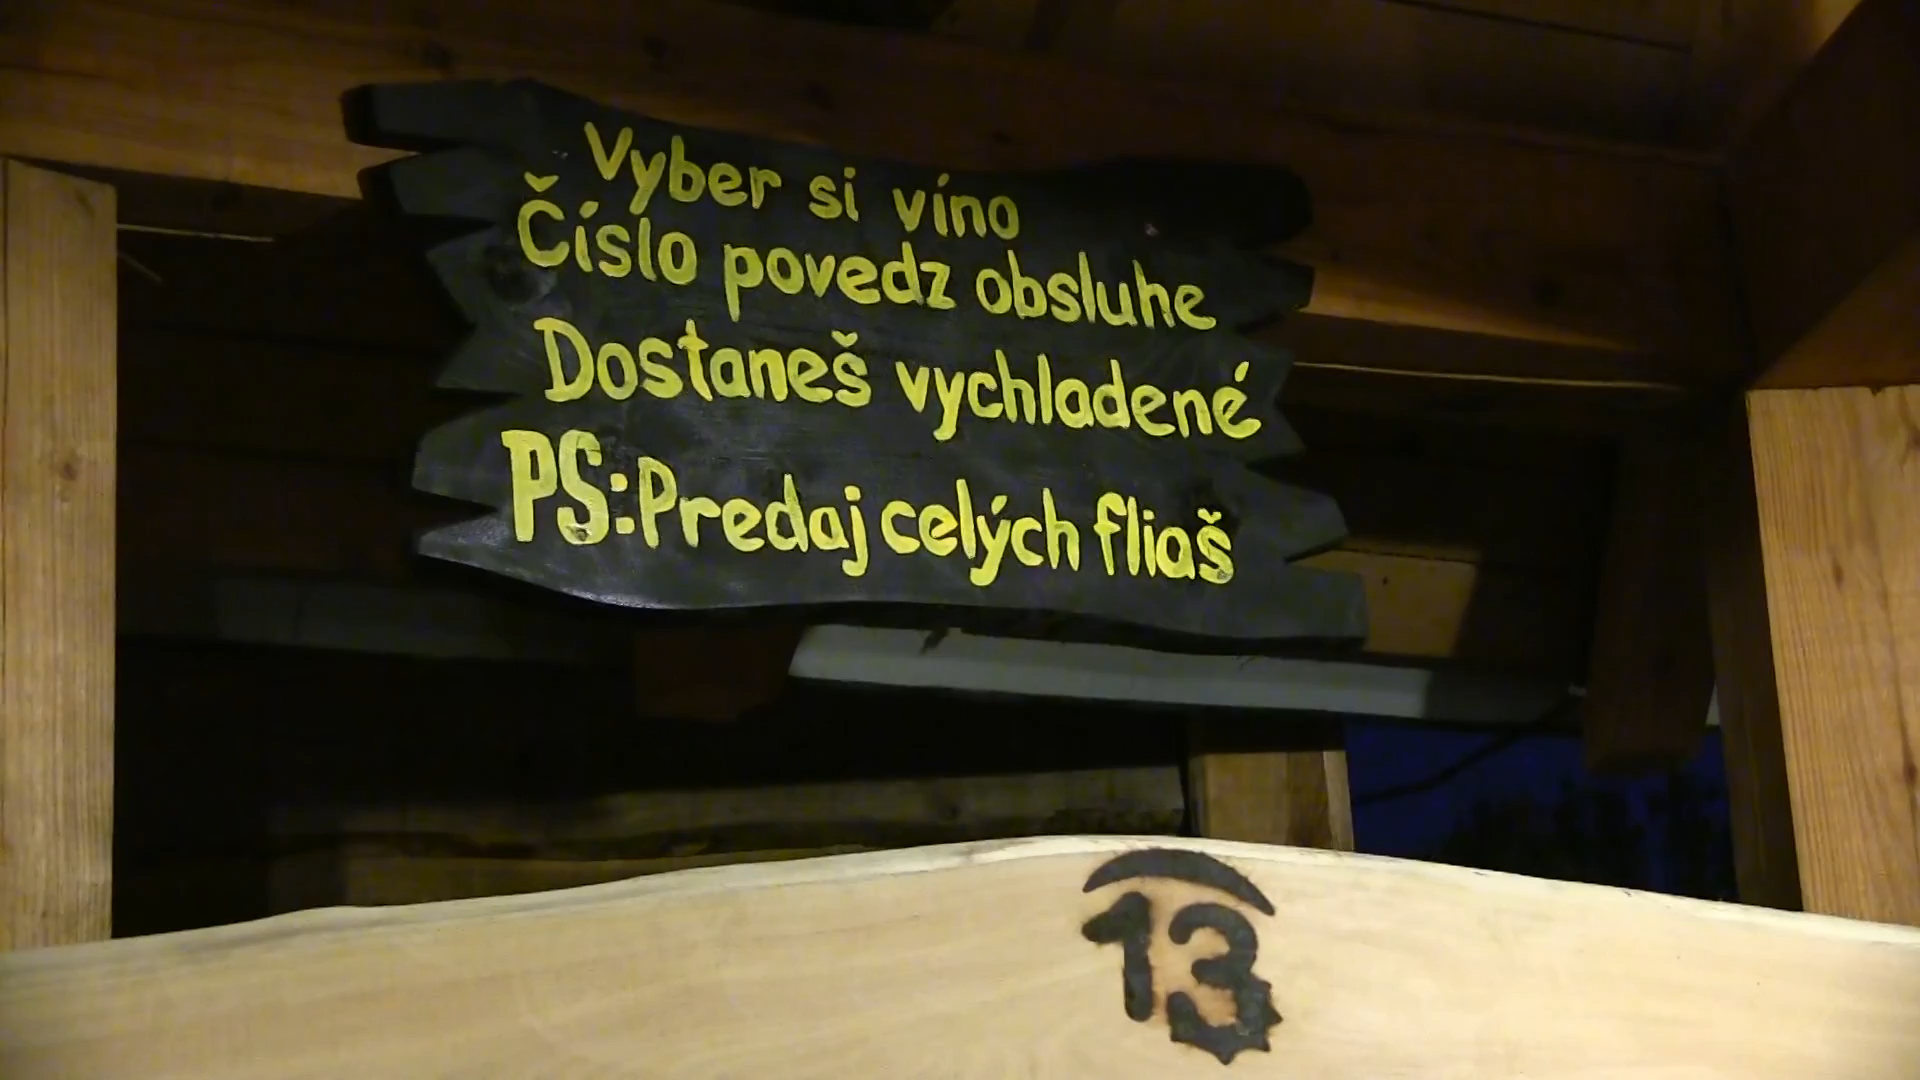 Vyber si víno
Číslo povedz obsluhe
Dostaneš vychladené
PS:Predaj celých fliaš
13